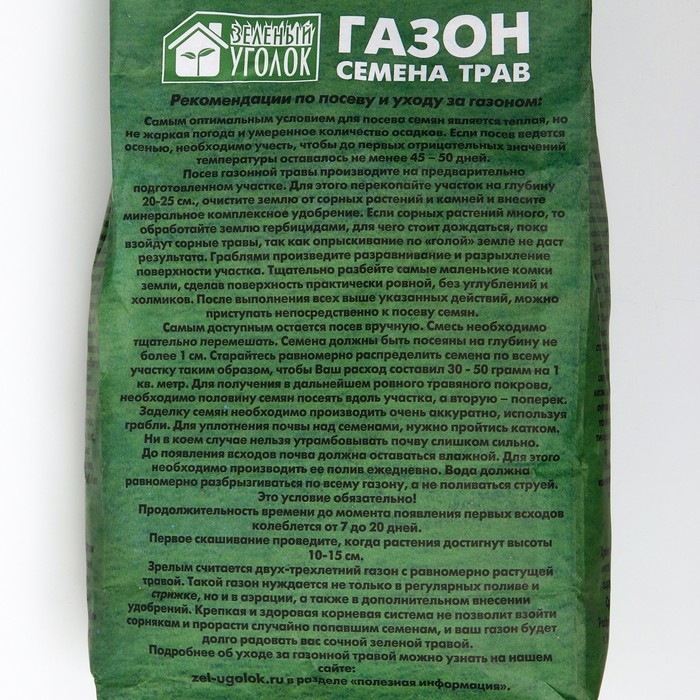 ЗЕЛЕНЫЙ
УГОЛОК
ГАЗОН
СЕМЕНА ТРАВ
Рекомендации по посеву и уходу за газоном:
Самым оптимальным условием для посева семян является теплая, но
не жаркая погода и умеренное количество осадков. Если посев ведется
осенью, необходимо учесть, чтобы до первых отрицательных значений
температуры оставалось не менее 45 – 50 дней.
Посев газонной травы производите на предварительно
подготовленном участке. Для этого перекопайте участок на глубину
20-25 см., очистите землю от сорных растений и камней и внесите
минеральное комплексное удобрение. Если сорных растений много, то
обработайте землю гербицидами, для чего стоит дождаться, пока
взойдут сорные травы, так как опрыскивание по «голой» земле не даст
результата. Граблями произведите разравнивание и разрыхление
поверхности участка. Тщательно разбейте самые маленькие комки
земли, сделав поверхность практически ровной, без углублений и
холмиков. После выполнения всех выше указанных действий, можно
приступать непосредственно к посеву семян.
Самым доступным остается посев вручную. Смесь необходимо
тщательно перемешать. Семена должны быть посеяны на глубину не
более 1 см. Старайтесь равномерно распределить семена по всему
участку таким образом, чтобы Ваш расход составил 30 - 50 грамм на 1
кв. метр. Для получения в дальнейшем ровного травяного покрова,
необходимо половину семян посеять вдоль участка, а вторую – поперек.
Заделку семян необходимо производить очень аккуратно, используя
грабли. Для уплотнения почвы над семенами, нужно пройтись катком.
Ни в коем случае нельзя утрамбовывать почву слишком сильно.
До появления всходов почва должна оставаться влажной. Для этого
необходимо производить ее полив ежедневно. Вода должна
равномерно разбрызгиваться по всему газону, а не поливаться струей.
Это условие обязательно!
Продолжительность времени до момента появления первых всходов
колеблется от 7 до 20 дней.
Первое скашивание проведите, когда растения достигнут высоты
10-15 см.
Зрелым считается двух-трехлетний газон с равномерно растущей
травой. Такой газон нуждается не только в регулярных поливе и
стрижке, но и в аэрации, а также в дополнительном внесении
удобрений. Крепкая и здоровая корневая система не позволит взойти
сорнякам и прорасти случайно попавшим семенам, и ваш газон будет
долго радовать вас сочной зеленой травой.
Подробнее об уходе за газонной травой можно узнать на нашем
сайте:
zel-ugolok.ru в разделе «полезная информация».